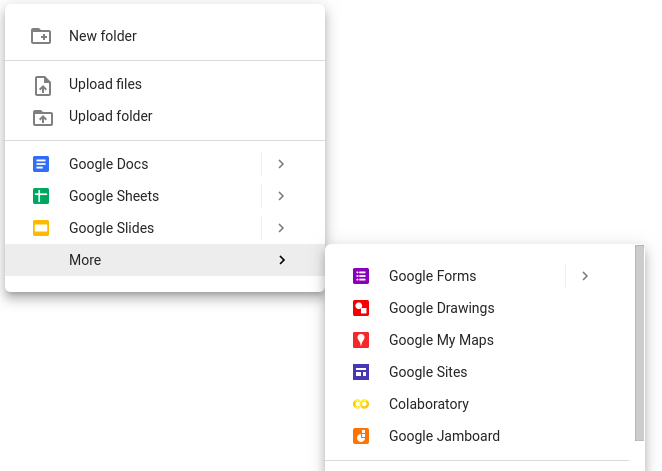 New folder
Upload files
Upload folder
Google Docs
Google Sheets
Google Slides
More
Google Forms
Google Drawings
Google My Maps
Google Sites
Colaboratory
Google Jamboard